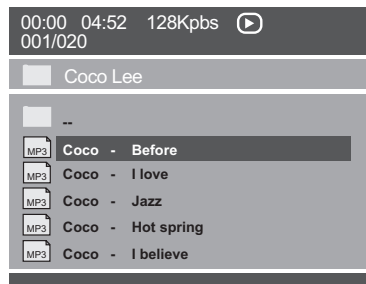 00:00 04:52 128Kpbs
001/020
Coco Lee
--
MP3 Coco - Before
MP3 Coco - I love
MP3 Coco - Jazz
MP3 Coco - Hot spring
MP3 Coco - I believe